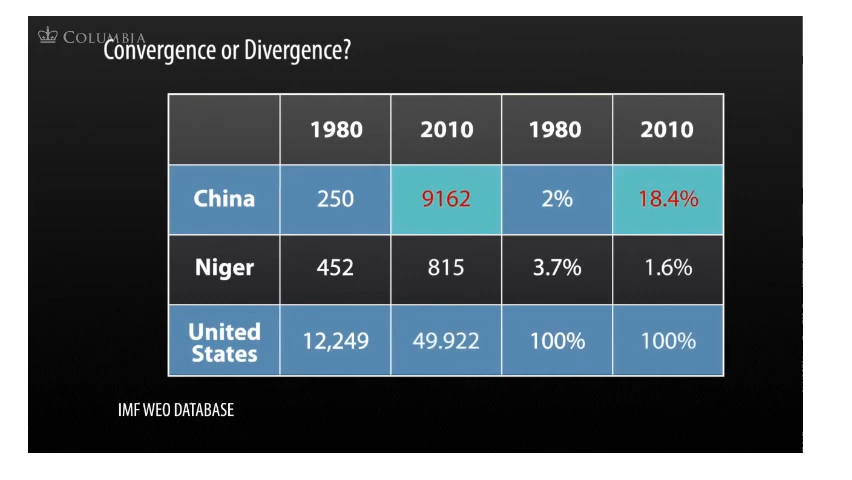 COLUMBIA
Convergence or Divergence?
1980 2010 1980 2010
China 250 9162 2% 18.4%
Niger 452 815 3.7% 1.6%
United
States 12,249 49.922 100% 100%
IMF WEO DATABASE